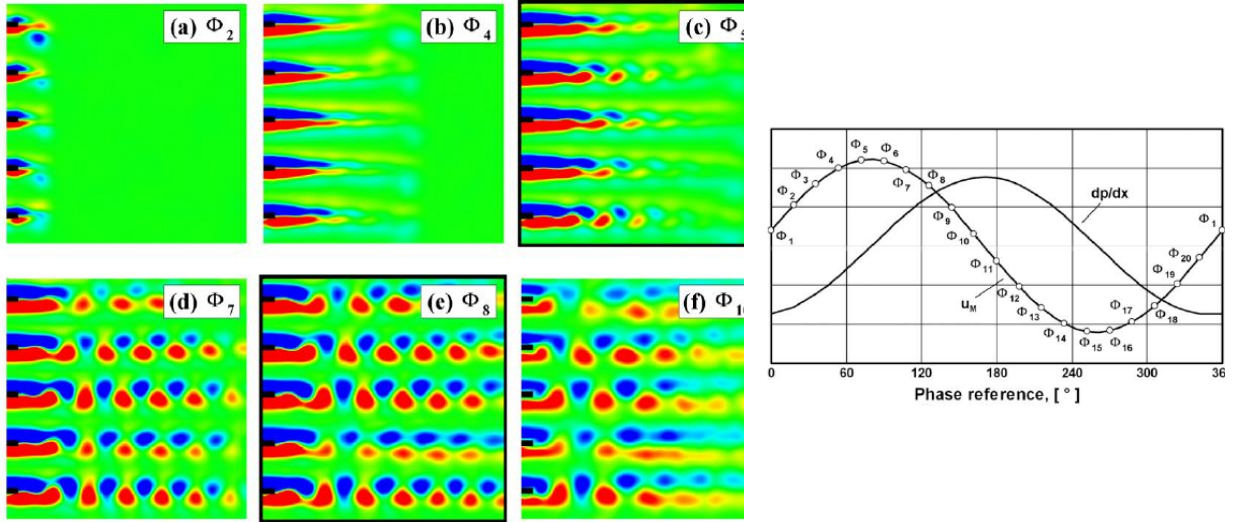 (a) Φ2
(b) Φ4
(c) Φ5
(d) Φ7
(e) Φ8
(f) Φ10
Φ1
Φ2
Φ3
Φ4
Φ5
Φ6
Φ7
Φ8
Φ9
Φ10
Φ11
Φ12
Φ13
Φ14
Φ15
Φ16
Φ17
Φ18
Φ19
Φ20
Φ1
dp/dx
uM
0 60 120 180 240 300 36
Phase reference, [ ° ]